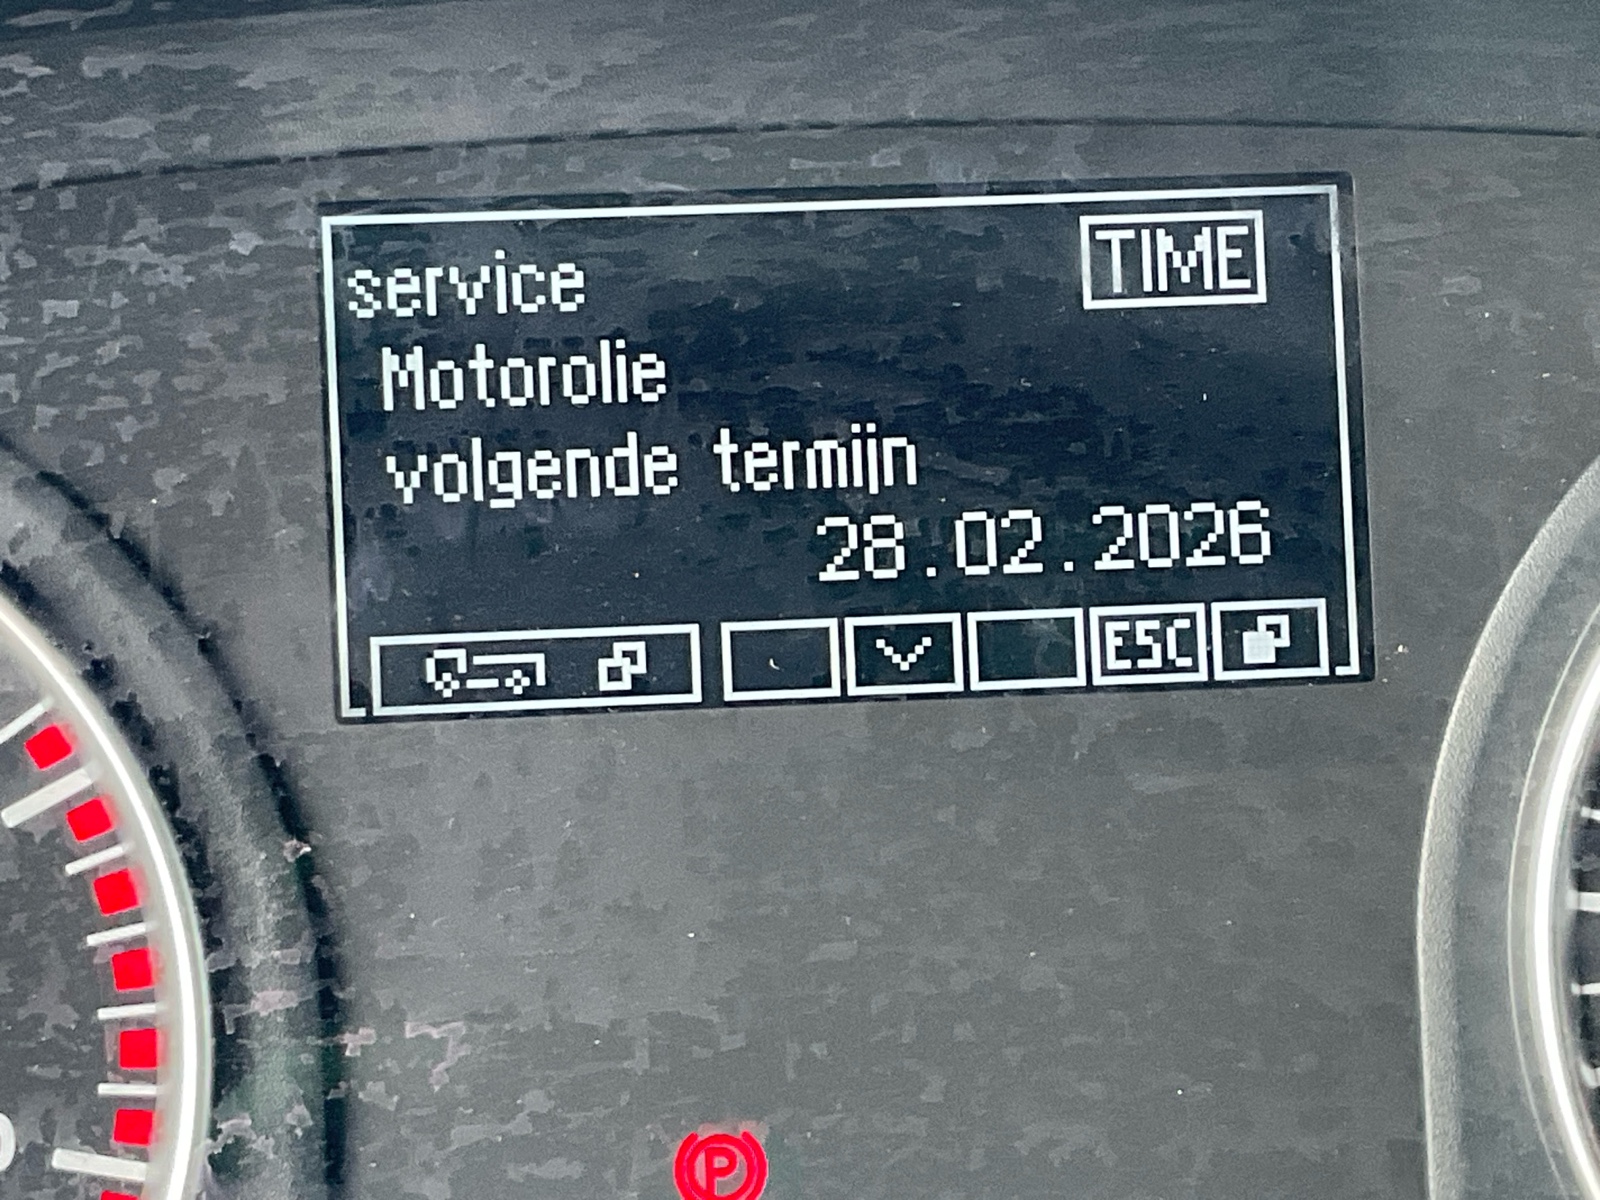 service TIME
Motorolie
volgende termijn
28.02.2026
ESC
P